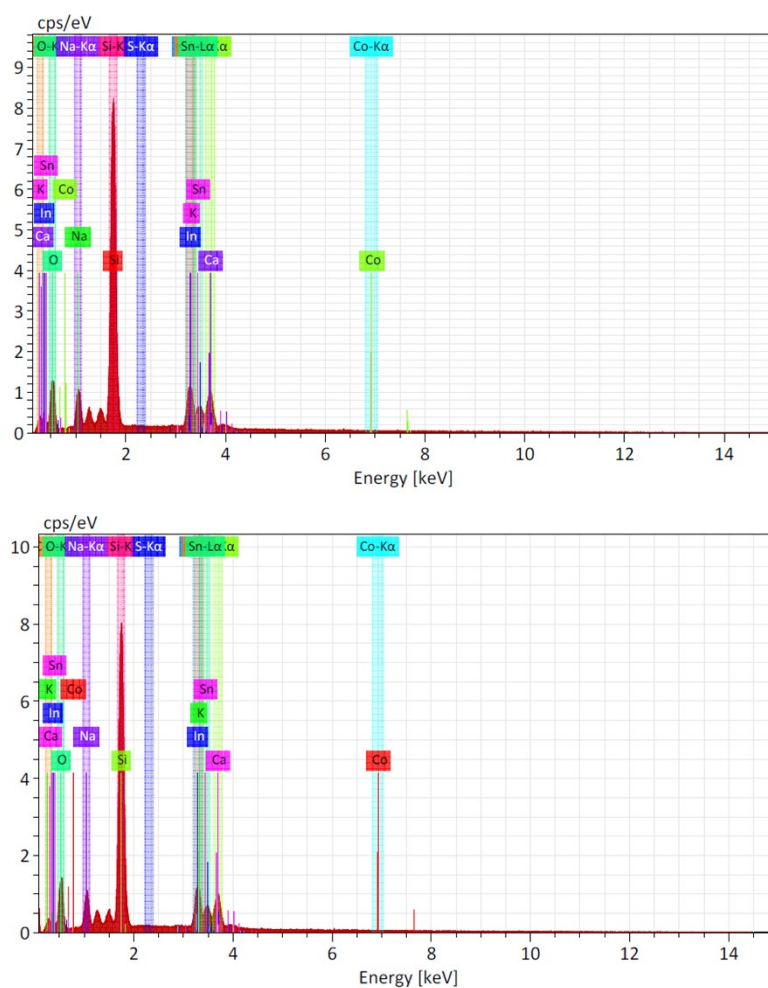 cps/eV
O-K Na-Kα Si-K S-Kα Sn-Lα Kα Co-Kα
9
8
7
Sn
6 K Co Sn
In K
5 Ca Na In
O Si Ca Co
4
3
2
1
0
2 4 6 8 10 12 14
Energy [keV]
cps/eV
10 O-K Na-Kα Si-K S-Kα Sn-Lα Kα Co-Kα
8
Sn Sn
K Co
6 In K
Ca Na In
O Si Ca Co
4
2
0
2 4 6 8 10 12 14
Energy [keV]